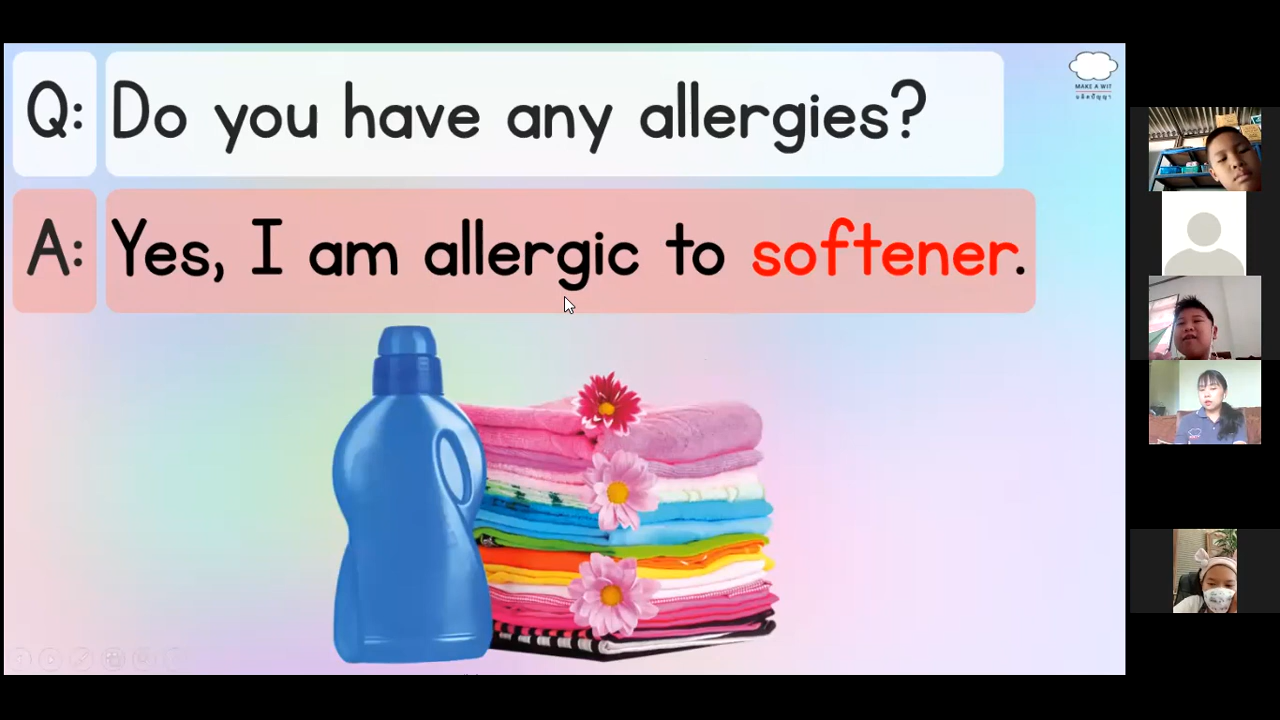 Q: Do you have any allergies?
A: Yes, I am allergic to softener.
MAKE A WIT